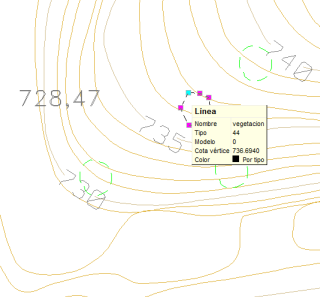 740
728,47
Línea
Nombre vegetacion
Tipo 44
Modelo 0
Cota vértice 736.6940
Color Por tipo
735
730